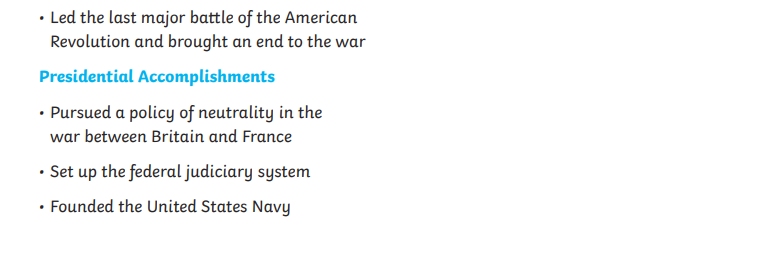 • Led the last major battle of the American
Revolution and brought an end to the war
Presidential Accomplishments
• Pursued a policy of neutrality in the
war between Britain and France
• Set up the federal judiciary system
• Founded the United States Navy